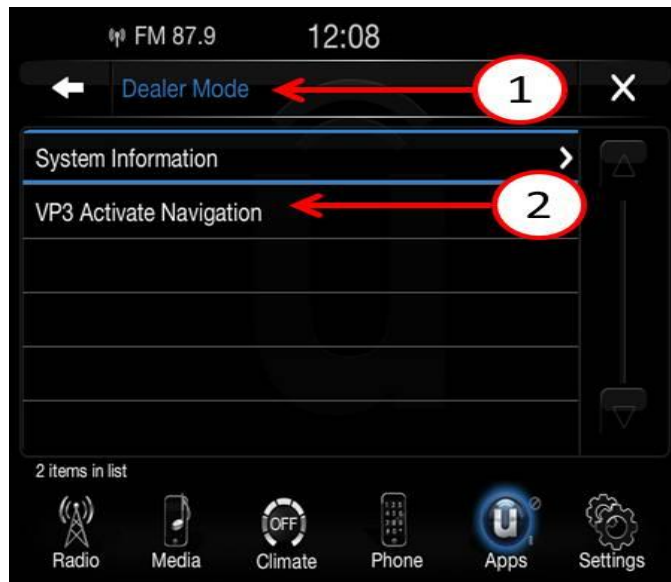 FM 87.9 12:08
Dealer Mode 1
System Information
VP3 Activate Navigation 2
2 items in list
OFF
Radio Media Climate Phone Apps Settings